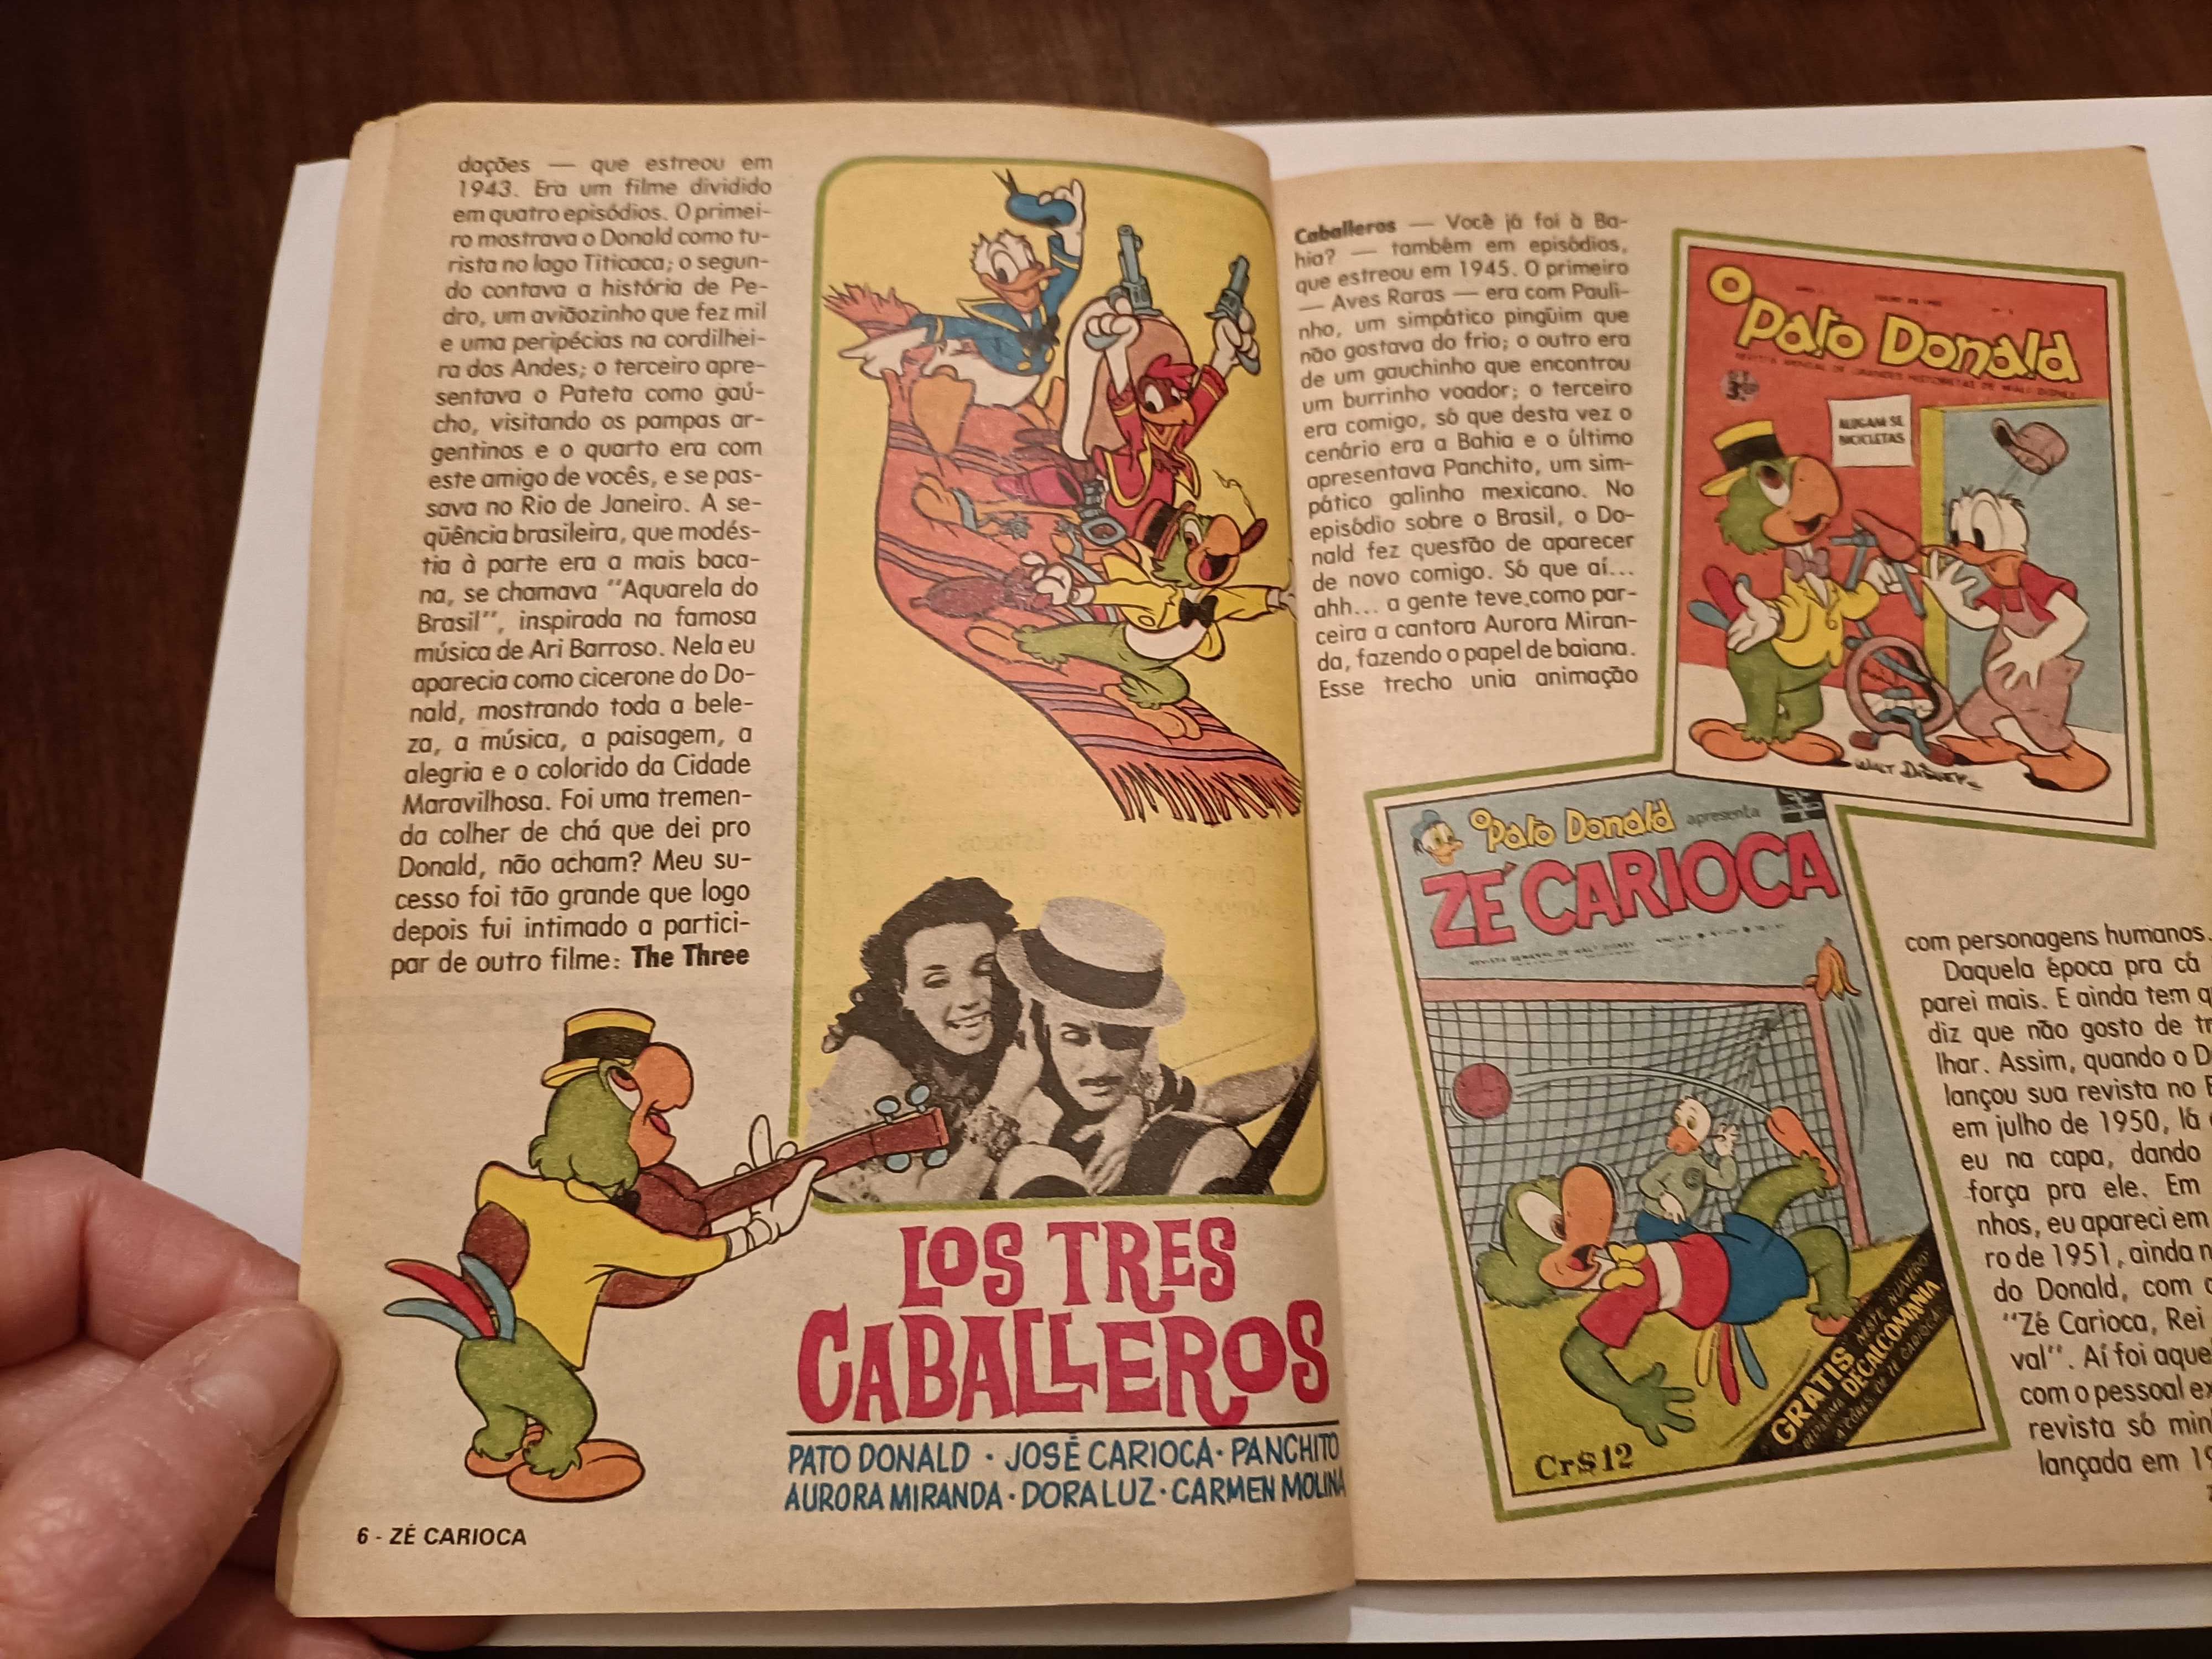 dações — que estreou em
1943. Era um filme dividido
em quatro episódios. O primei-
ro mostrava o Donald como tu-
rista no lago Titicaca; o segun-
do contava a história de Pe-
dro, um aviãozinho que fez mil
e uma peripécias na cordilhei-
ra dos Andes; o terceiro apre-
sentava o Pateta como gaú-
cho, visitando os pampas ar-
gentinos e o quarto era com
este amigo de vocês, e se pas-
sava no Rio de Janeiro. A se-
qüência brasileira, que modés-
tia à parte era a mais baca-
na, se chamava "Aquarela do
Brasil", inspirada na famosa
música de Ari Barroso. Nela eu
aparecia como cicerone do Do-
nald, mostrando toda a bele-
za, a música, a paisagem, a
alegria e o colorido da Cidade
Maravilhosa. Foi uma tremen-
da colher de chá que dei pro
Donald, não acham? Meu su-
cesso foi tão grande que logo
depois fui intimado a partici-
par de outro filme: The Three
LOS TRES
CABALLEROS
PATO DONALD · JOSÉ CARIOCA · PANCHITO
AURORA MIRANDA · DORA LUZ · CARMEN MOLINA
6 - ZÉ CARIOCA
Caballeros — Você já foi à Ba-
hia? — também em episódios,
que estreou em 1945. O primeiro
— Aves Raras — era com Pauli-
nho, um simpático pingüim que
não gostava do frio; o outro era
de um gauchinho que encontrou
um burrinho voador; o terceiro
era comigo, só que desta vez o
cenário era a Bahia e o último
apresentava Panchito, um sim-
pático galinho mexicano. No
episódio sobre o Brasil, o Do-
nald fez questão de aparecer
de novo comigo. Só que aí...
ahh... a gente teve como par-
ceira a cantora Aurora Miran-
da, fazendo o papel de baiana.
Esse trecho unia animação
O Pato Donald
REVISTA MENSAL DE GRANDES HISTORIETAS DE WALT DISNEY
ALUGAM-SE
BICICLETAS
WALT DISNEY
O Pato Donald apresenta
ZÉ CARIOCA
REVISTA SEMANAL DE WALT DISNEY
GRATIS NESTE NUMERO
DECALCOMANIA
Cr$12
com personagens humanos.
Daquela época pra cá
parei mais. E ainda tem
diz que não gosto de
lhar. Assim, quando o
lançou sua revista no
em julho de 1950, lá
eu na capa, dando
força pra ele. Em
nhos, eu apareci em
ro de 1951, ainda
do Donald, com
"Zé Carioca, Rei
val". Aí foi
com o pessoal
revista só
lançada em